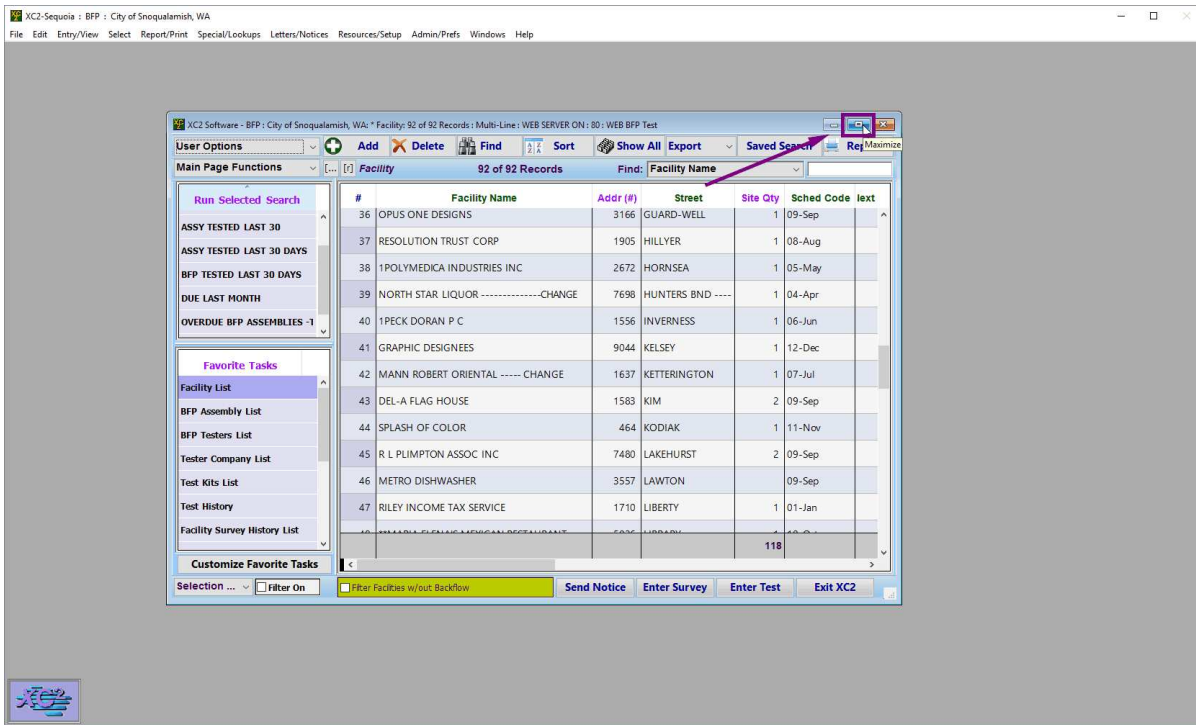 XC2-Sequoia : BFP : City of Snoqualamish, WA
File Edit Entry/View Select Report/Print Special/Lookups Letters/Notices Resources/Setup Admin/Prefs Windows Help
XC2 Software - BFP : City of Snoqualamish, WA: * Facility: 92 of 92 Records : Multi-Line : WEB SERVER ON : 80 : WEB BFP Test
User Options Add Delete Find Sort Show All Export Saved Search Rep
Maximize
Main Page Functions [... [r] Facility 92 of 92 Records Find: Facility Name
Run Selected Search
ASSY TESTED LAST 30
ASSY TESTED LAST 30 DAYS
BFP TESTED LAST 30 DAYS
DUE LAST MONTH
OVERDUE BFP ASSEMBLIES -1
Favorite Tasks
Facility List
BFP Assembly List
BFP Testers List
Tester Company List
Test Kits List
Test History
Facility Survey History List
Customize Favorite Tasks
# Facility Name Addr (#) Street Site Qty Sched Code lext
36 OPUS ONE DESIGNS 3166 GUARD-WELL 1 09-Sep
37 RESOLUTION TRUST CORP 1905 HILLYER 1 08-Aug
38 1POLYMEDICA INDUSTRIES INC 2672 HORNSEA 1 05-May
39 NORTH STAR LIQUOR --------------CHANGE 7698 HUNTERS BND ---- 1 04-Apr
40 1PECK DORAN P C 1556 INVERNESS 1 06-Jun
41 GRAPHIC DESIGNEES 9044 KELSEY 1 12-Dec
42 MANN ROBERT ORIENTAL ----- CHANGE 1637 KETTERINGTON 1 07-Jul
43 DEL-A FLAG HOUSE 1583 KIM 2 09-Sep
44 SPLASH OF COLOR 464 KODIAK 1 11-Nov
45 R L PLIMPTON ASSOC INC 7480 LAKEHURST 2 09-Sep
46 METRO DISHWASHER 3557 LAWTON 09-Sep
47 RILEY INCOME TAX SERVICE 1710 LIBERTY 1 01-Jan
118
Selection ... Filter On Filter Facilities w/out Backflow Send Notice Enter Survey Enter Test Exit XC2
XC2